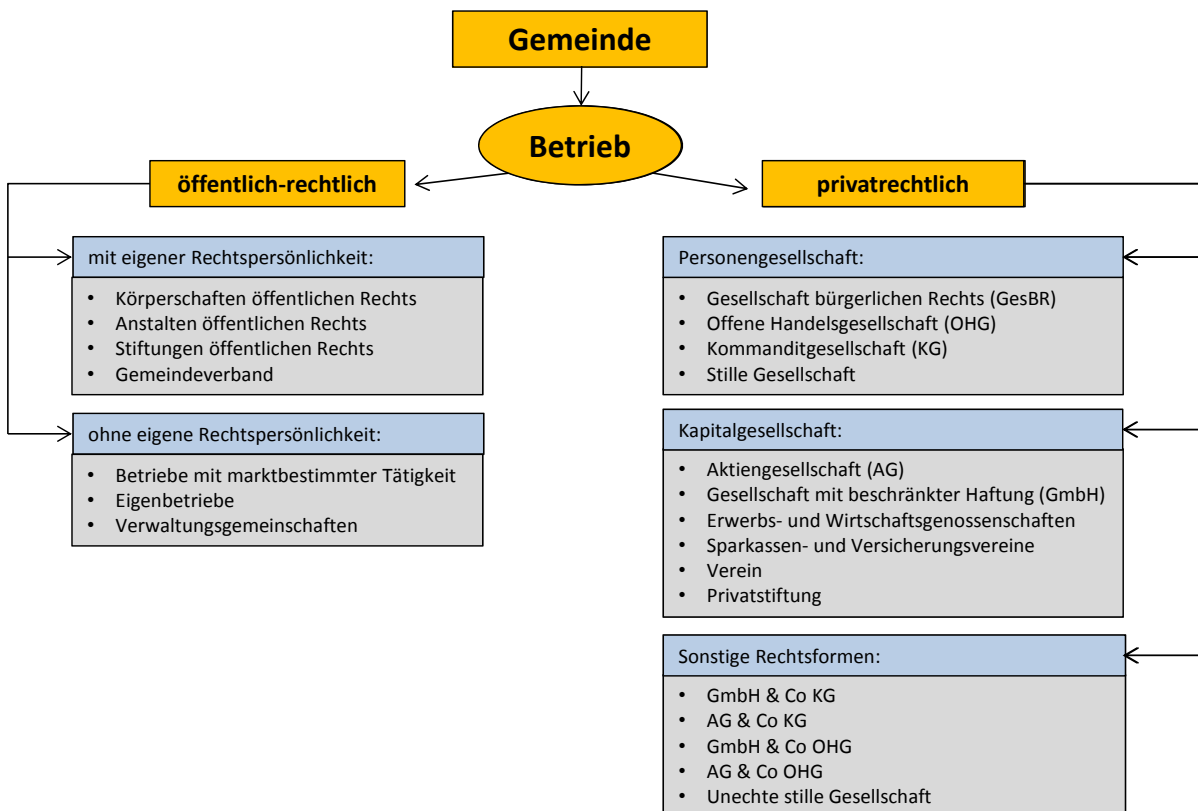 Gemeinde
Betrieb
öffentlich-rechtlich
privatrechtlich
mit eigener Rechtspersönlichkeit:
• Körperschaften öffentlichen Rechts
• Anstalten öffentlichen Rechts
• Stiftungen öffentlichen Rechts
• Gemeindeverband
ohne eigene Rechtspersönlichkeit:
• Betriebe mit marktbestimmter Tätigkeit
• Eigenbetriebe
• Verwaltungsgemeinschaften
Personengesellschaft:
• Gesellschaft bürgerlichen Rechts (GesBR)
• Offene Handelsgesellschaft (OHG)
• Kommanditgesellschaft (KG)
• Stille Gesellschaft
Kapitalgesellschaft:
• Aktiengesellschaft (AG)
• Gesellschaft mit beschränkter Haftung (GmbH)
• Erwerbs- und Wirtschaftsgenossenschaften
• Sparkassen- und Versicherungsvereine
• Verein
• Privatstiftung
Sonstige Rechtsformen:
• GmbH & Co KG
• AG & Co KG
• GmbH & Co OHG
• AG & Co OHG
• Unechte stille Gesellschaft